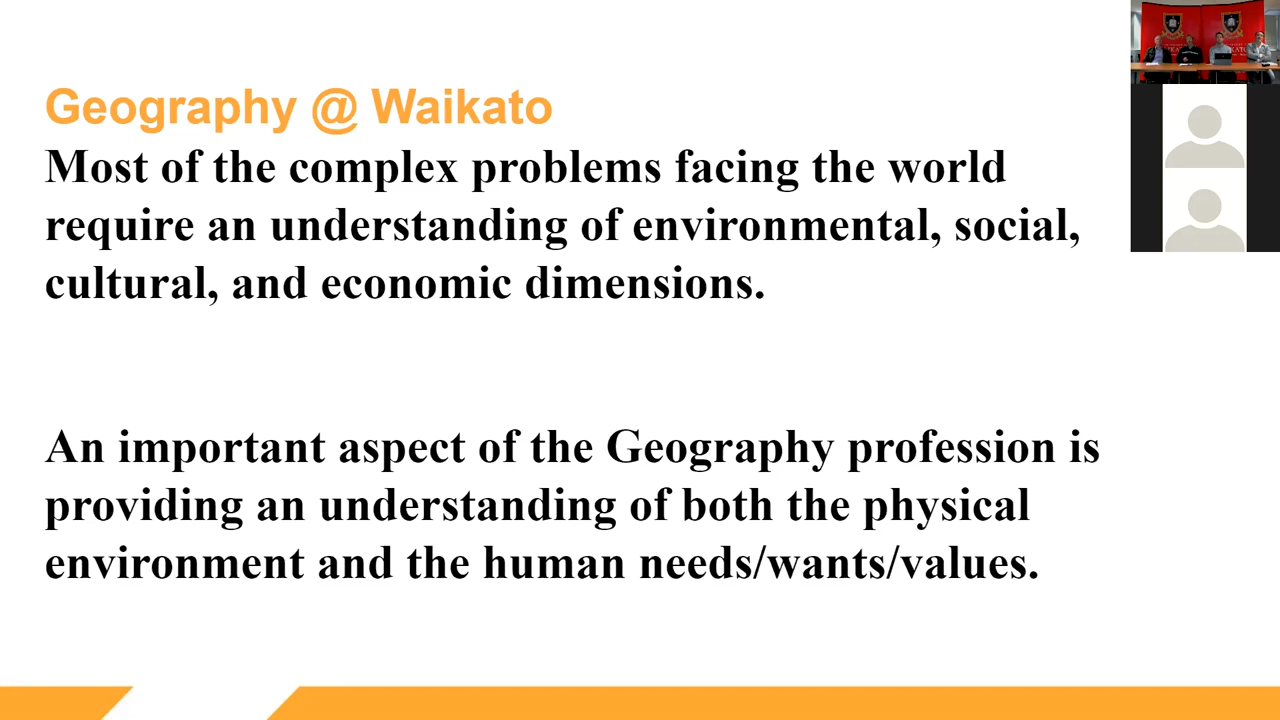 Geography @ Waikato
Most of the complex problems facing the world
require an understanding of environmental, social,
cultural, and economic dimensions.
An important aspect of the Geography profession is
providing an understanding of both the physical
environment and the human needs/wants/values.